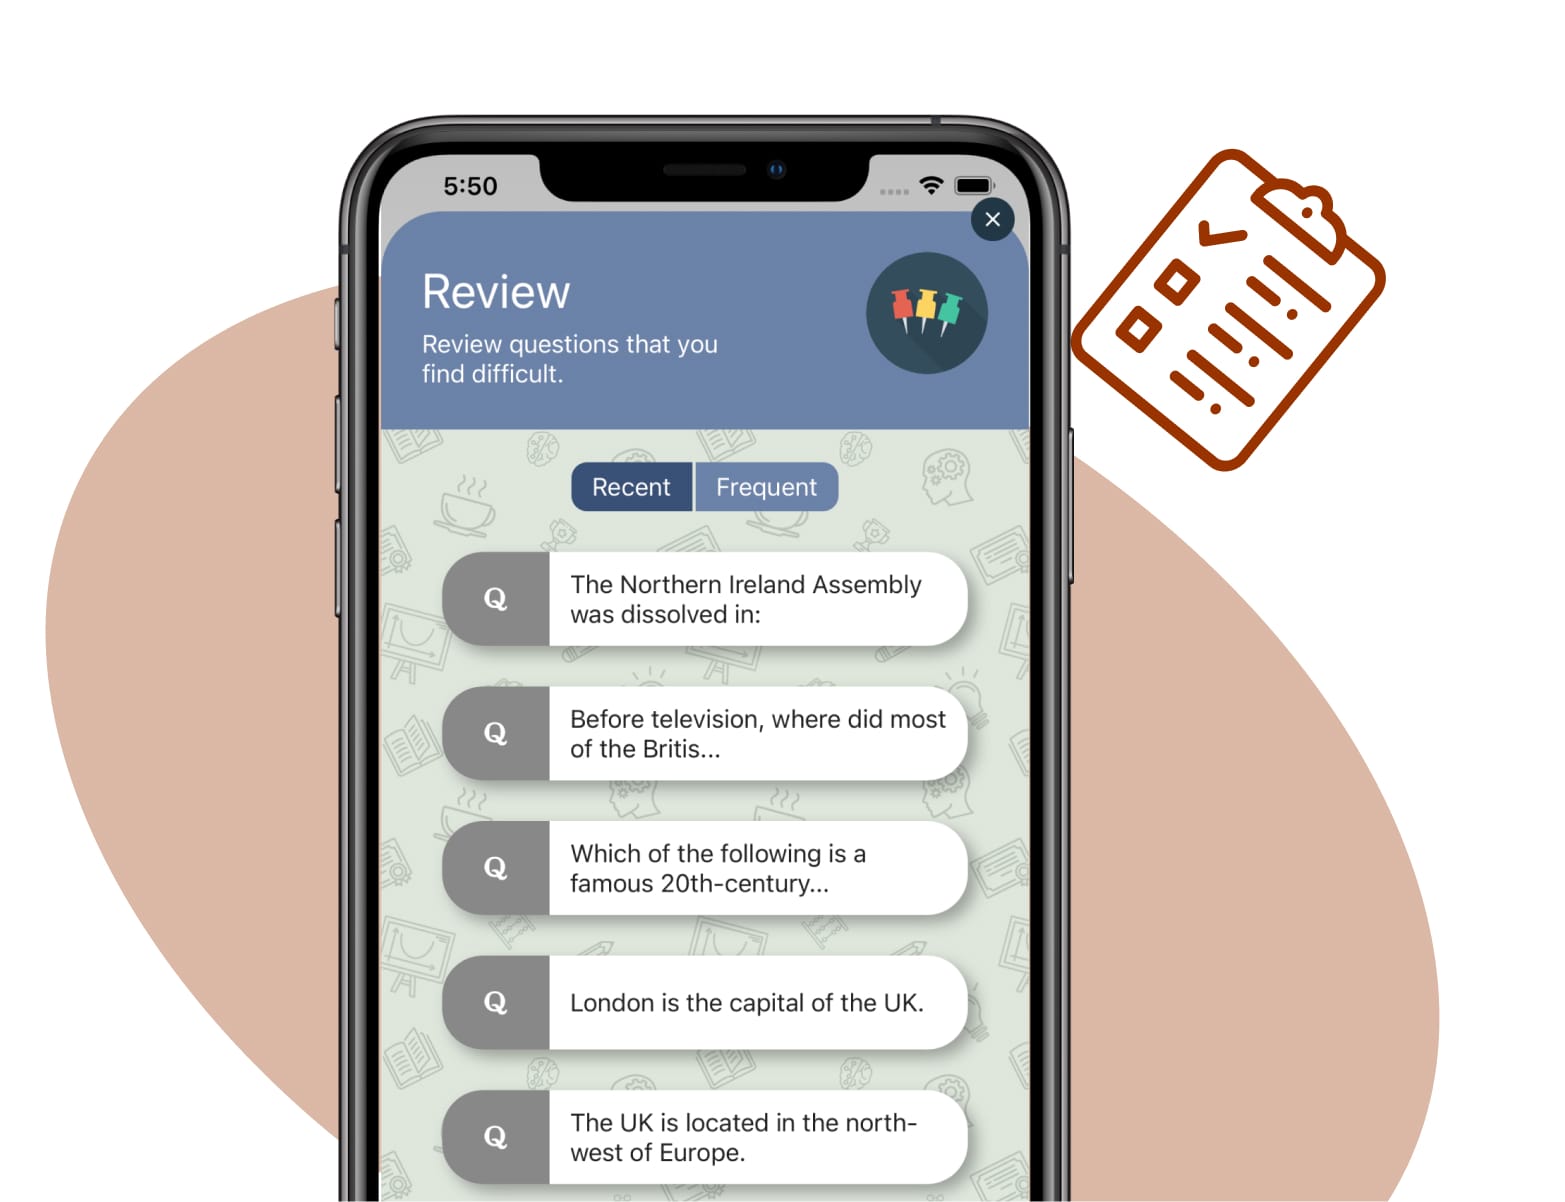 5:50
Review
Review questions that you
find difficult.
Recent
Frequent
Q
The Northern Ireland Assembly
was dissolved in:
Q
Before television, where did most
of the Britis...
Q
Which of the following is a
famous 20th-century...
Q
London is the capital of the UK.
Q
The UK is located in the north-
west of Europe.